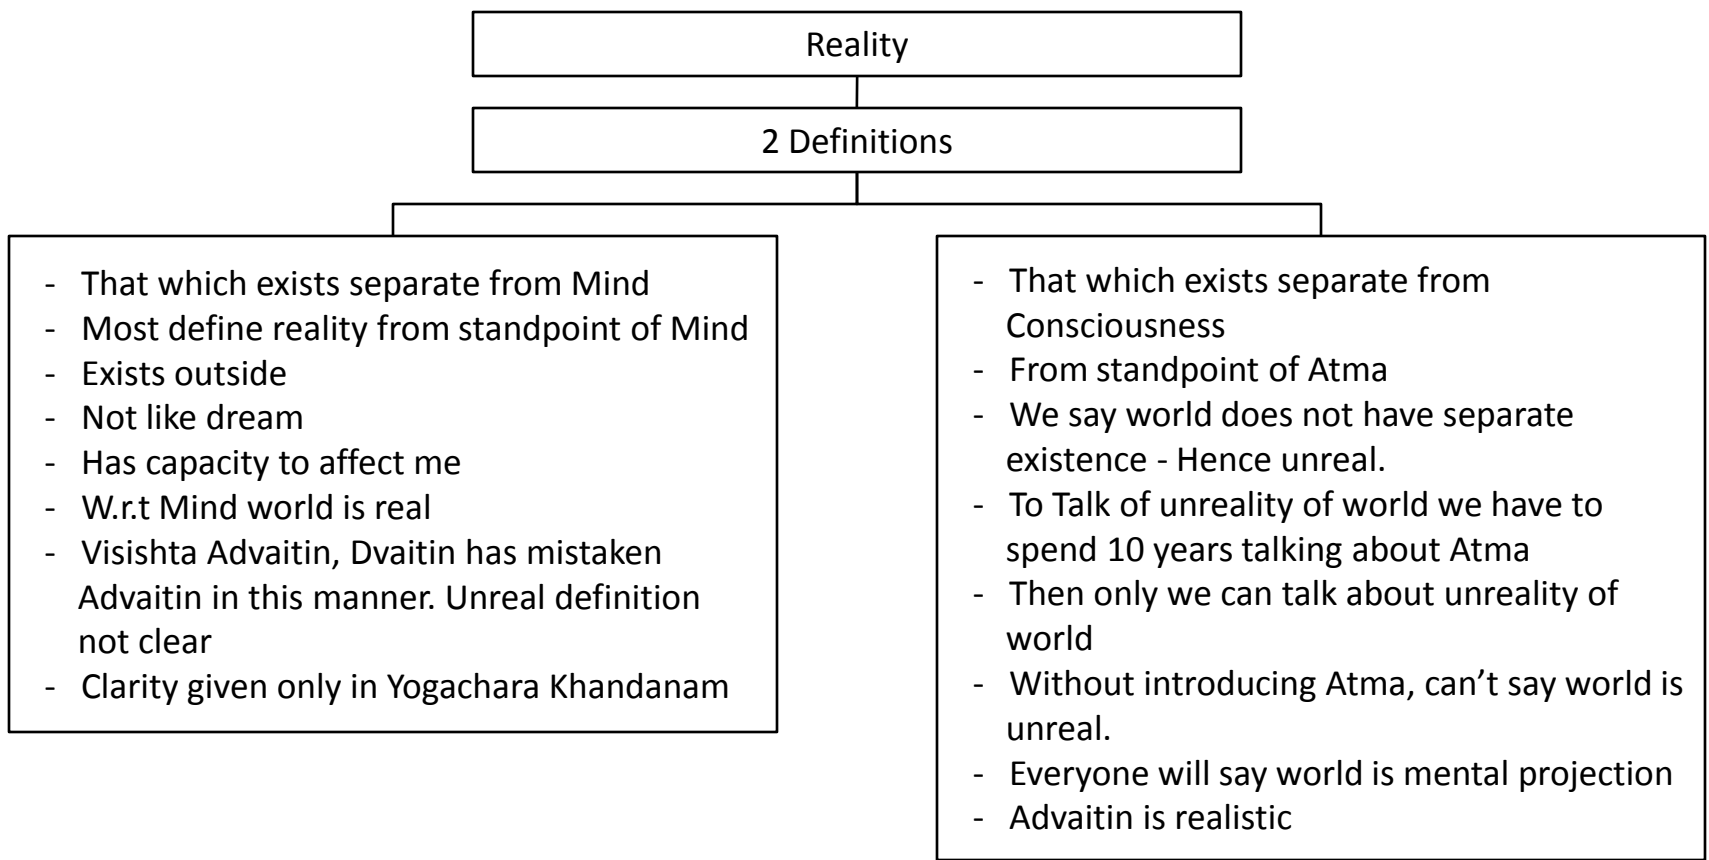 Reality
2 Definitions
- That which exists separate from Mind
- Most define reality from standpoint of Mind
- Exists outside
- Not like dream
- Has capacity to affect me
- W.r.t Mind world is real
- Visishta Advaitin, Dvaitin has mistaken
Advaitin in this manner. Unreal definition
not clear
- Clarity given only in Yogachara Khandanam
- That which exists separate from
Consciousness
- From standpoint of Atma
- We say world does not have separate
existence - Hence unreal.
- To Talk of unreality of world we have to
spend 10 years talking about Atma
- Then only we can talk about unreality of
world
- Without introducing Atma, can’t say world is
unreal.
- Everyone will say world is mental projection
- Advaitin is realistic